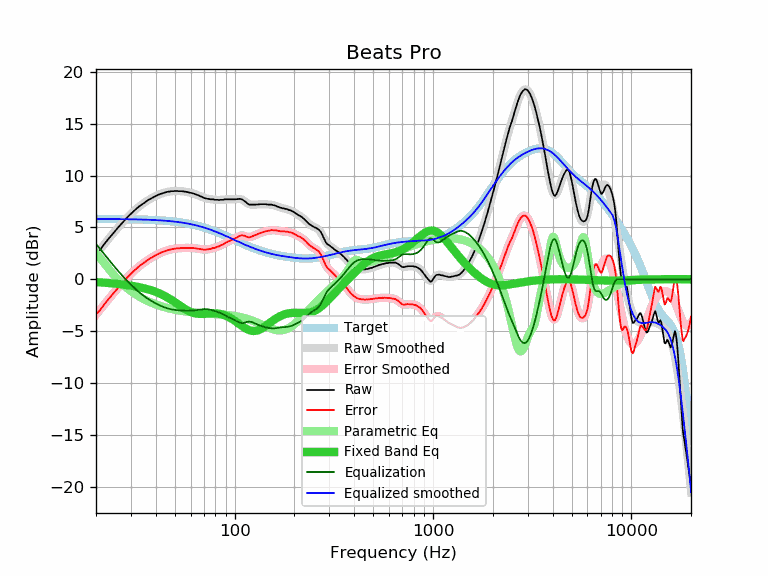 Beats Pro
Amplitude (dBr)
20
15
10
5
0
−5
−10
−15
−20
Target
Raw Smoothed
Error Smoothed
Raw
Error
Parametric Eq
Fixed Band Eq
Equalization
Equalized smoothed
100
1000
10000
Frequency (Hz)